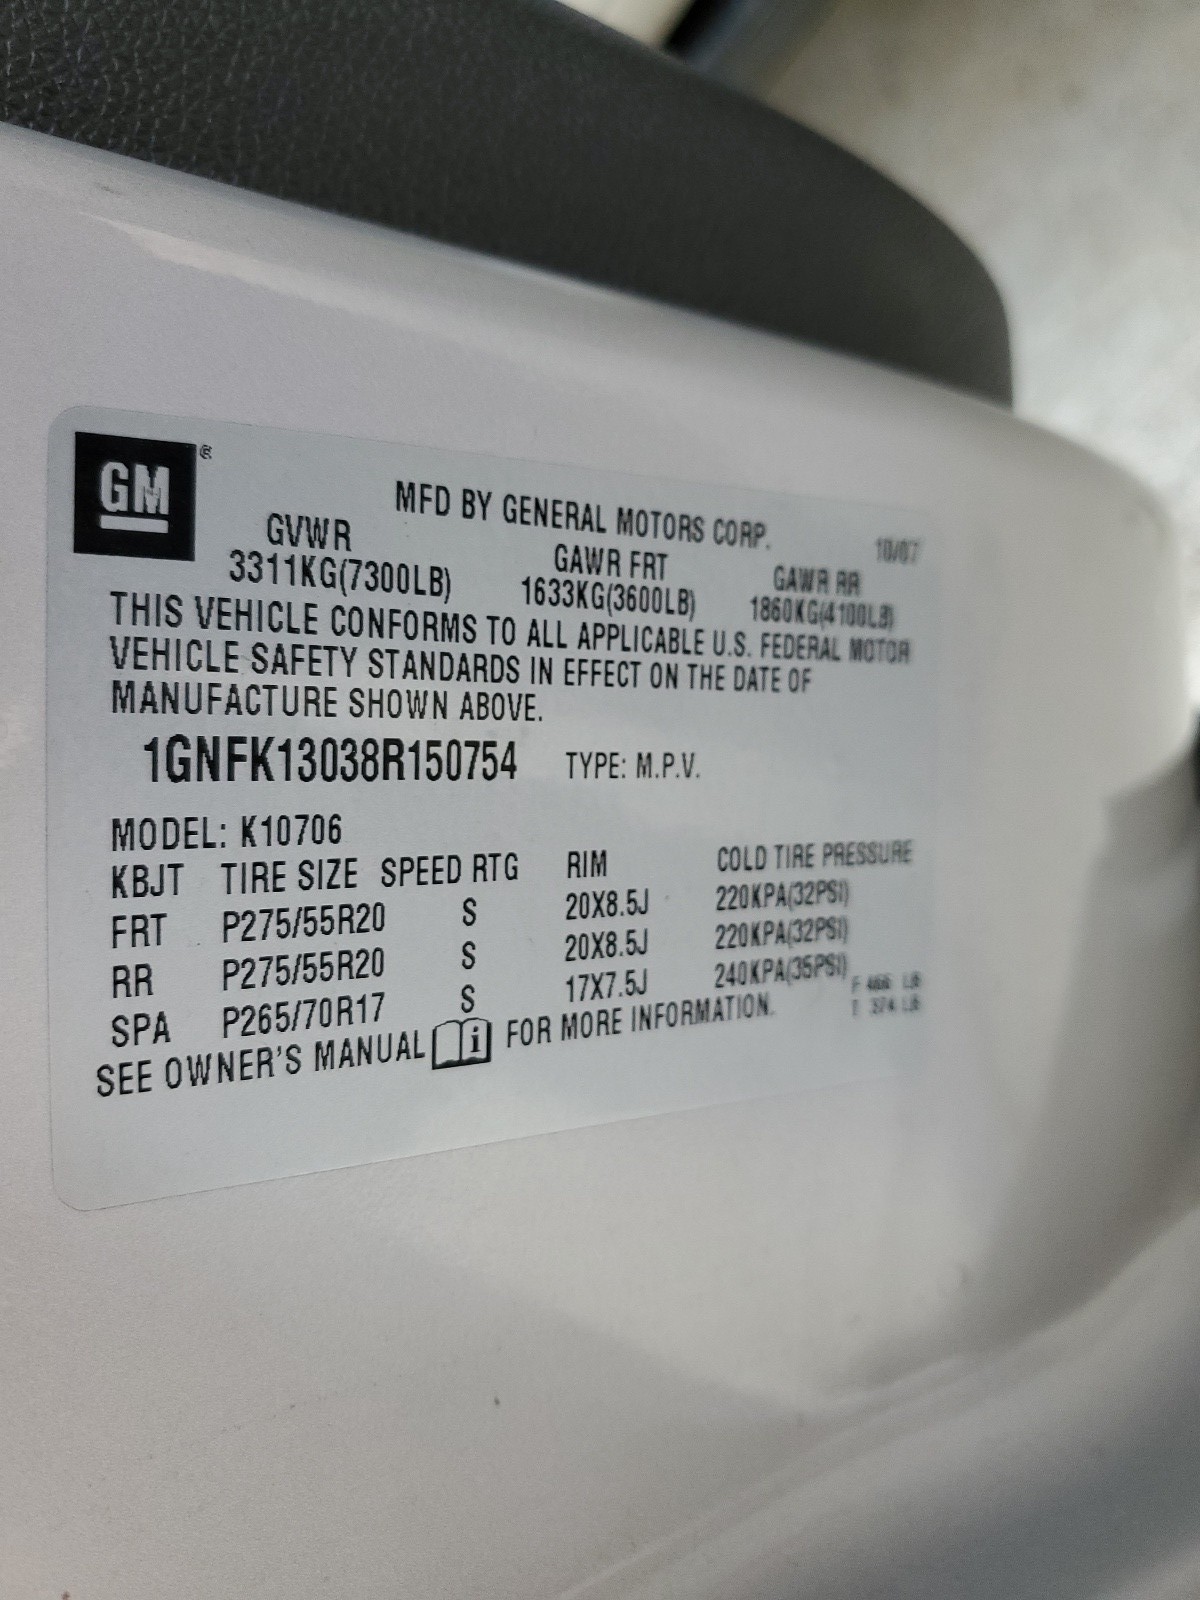 GM ®
MFD BY GENERAL MOTORS CORP. 10/07
GVWR GAWR FRT GAWR RR
3311KG(7300LB) 1633KG(3600LB) 1860KG(4100LB)
THIS VEHICLE CONFORMS TO ALL APPLICABLE U.S. FEDERAL MOTOR
VEHICLE SAFETY STANDARDS IN EFFECT ON THE DATE OF
MANUFACTURE SHOWN ABOVE.
1GNFK13038R150754 TYPE: M.P.V.
MODEL: K10706
KBJT TIRE SIZE SPEED RTG RIM COLD TIRE PRESSURE
FRT P275/55R20 S 20X8.5J 220KPA(32PSI)
RR P275/55R20 S 20X8.5J 220KPA(32PSI)
SPA P265/70R17 S 17X7.5J 240KPA(35PSI)
SEE OWNER'S MANUAL i FOR MORE INFORMATION.